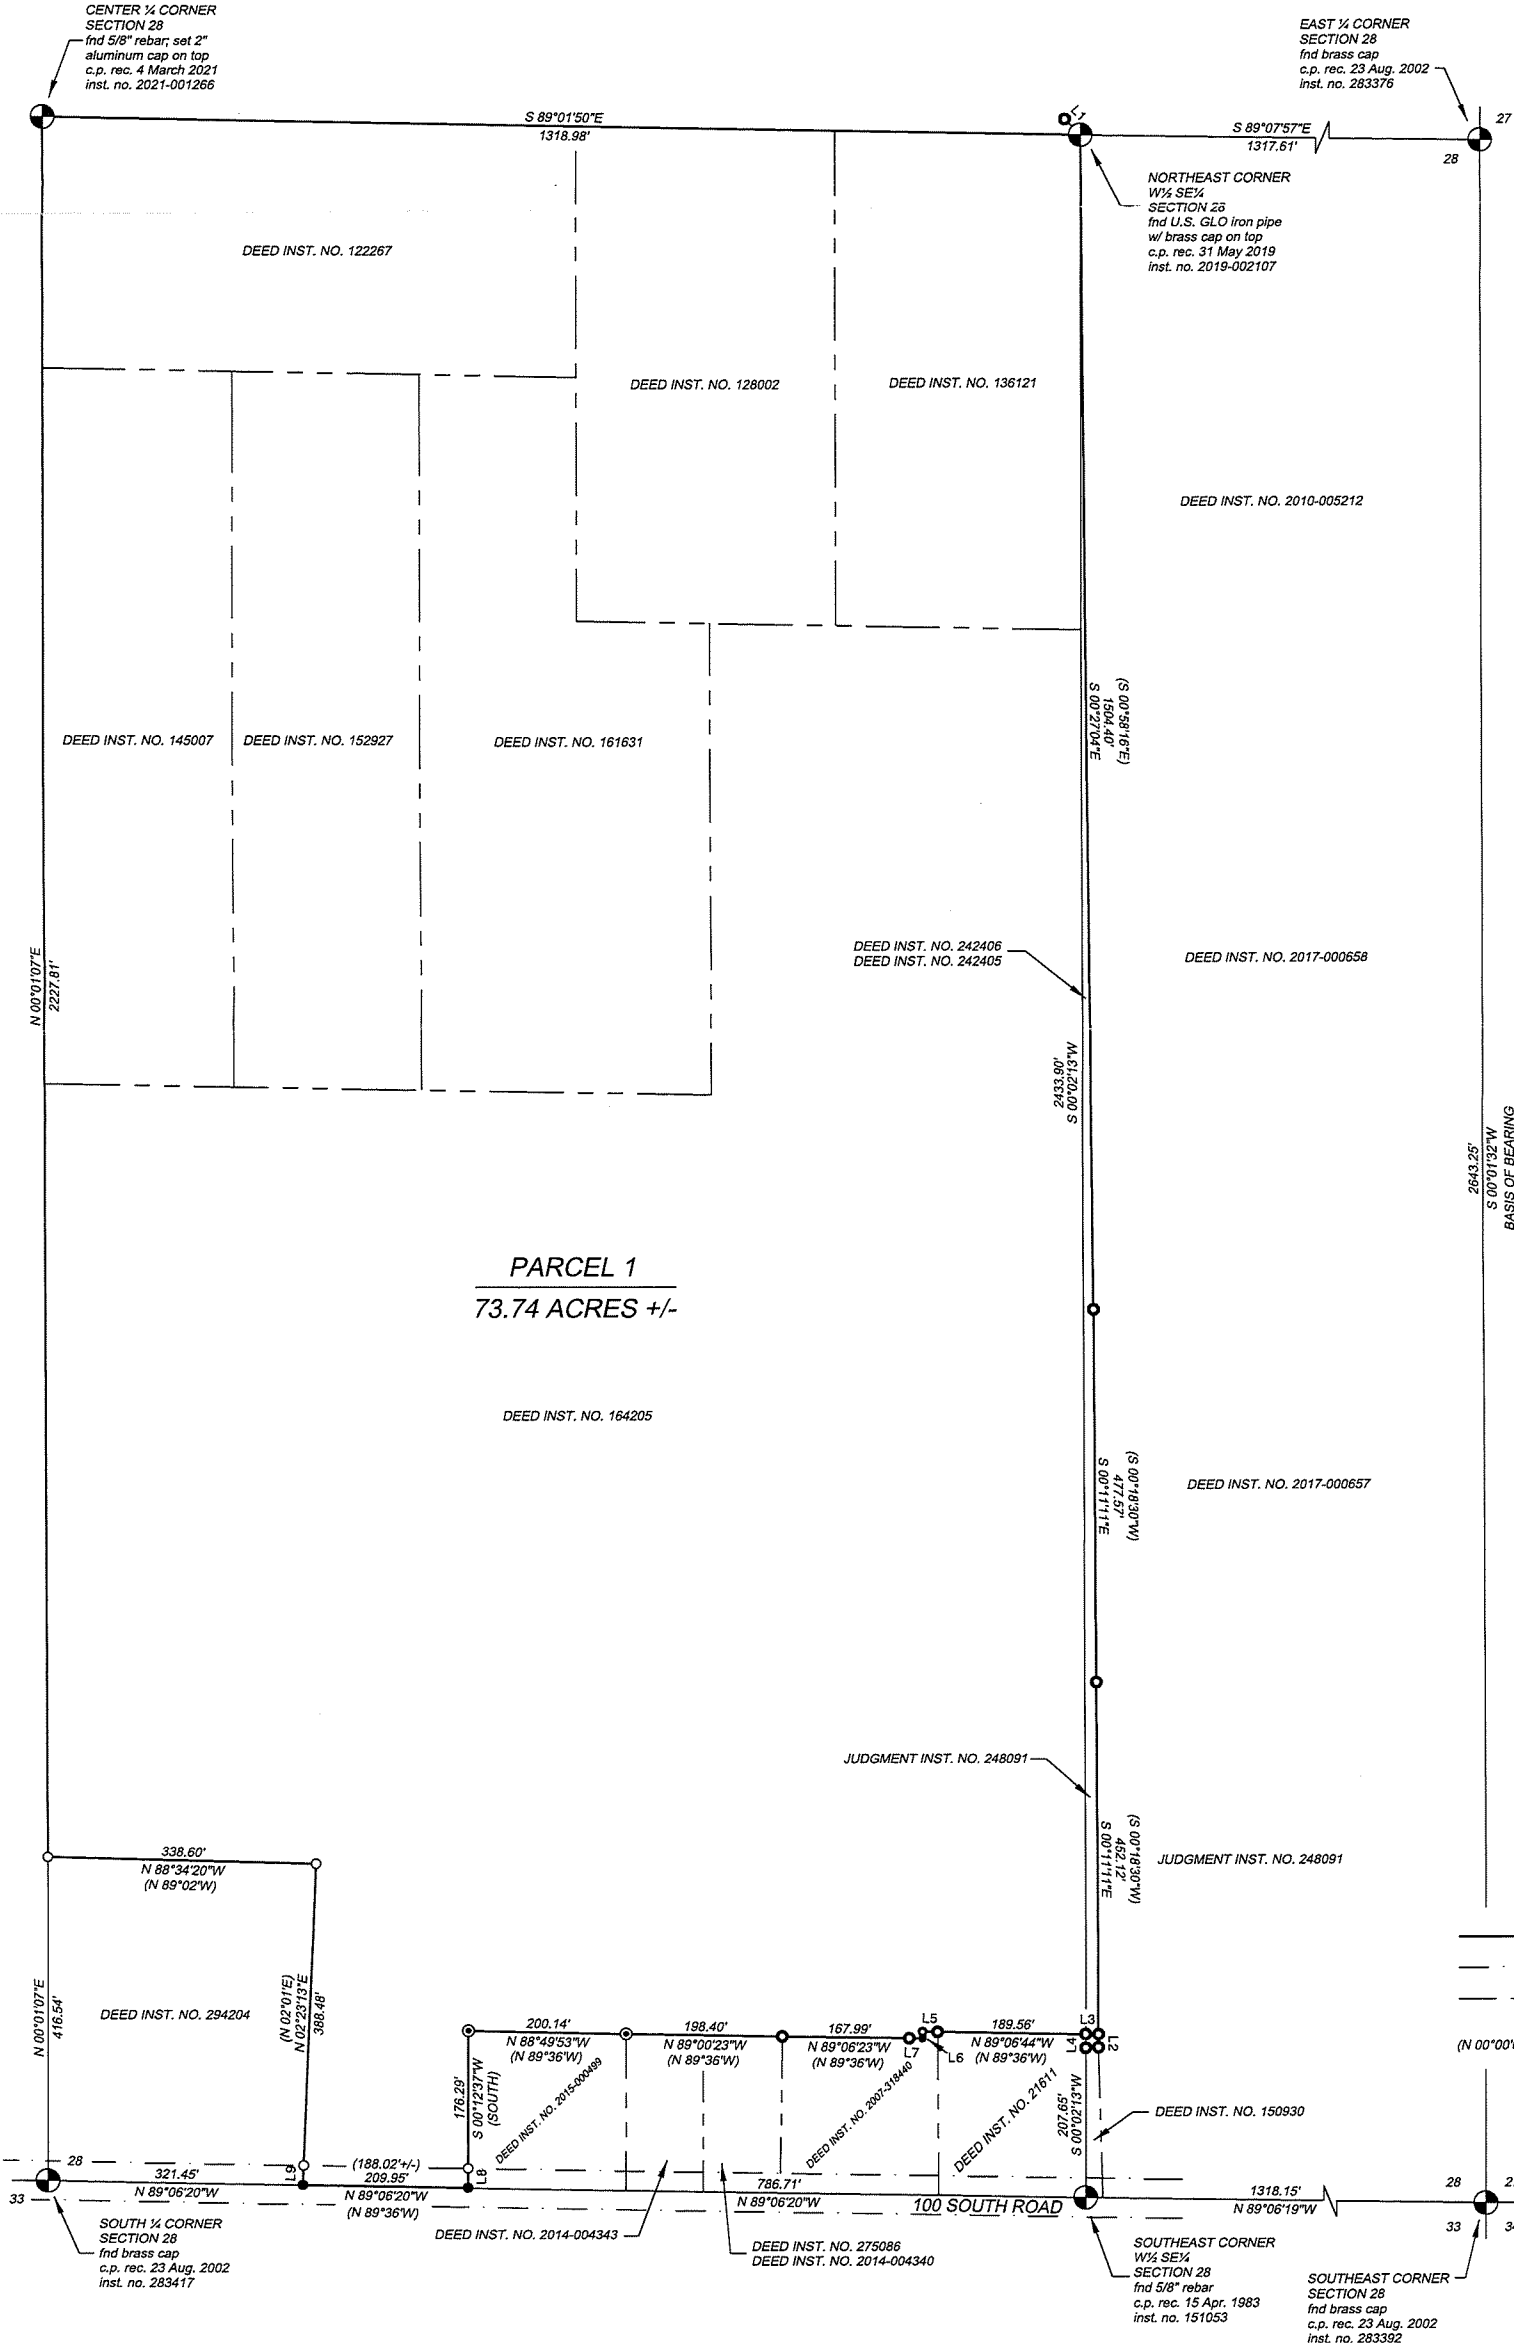 CENTER ¼ CORNER
SECTION 28
fnd 5/8" rebar; set 2"
aluminum cap on top
c.p. rec. 4 March 2021
inst. no. 2021-001266
EAST ¼ CORNER
SECTION 28
fnd brass cap
c.p. rec. 23 Aug. 2002
inst. no. 283376
27
28
S 89°01'50"E
1318.98'
L1
S 89°07'57"E
1317.61'
NORTHEAST CORNER
W½ SE¼
SECTION 28
fnd U.S. GLO iron pipe
w/ brass cap on top
c.p. rec. 31 May 2019
inst. no. 2019-002107
DEED INST. NO. 122267
DEED INST. NO. 128002
DEED INST. NO. 136121
DEED INST. NO. 2010-005212
(S 00°58'16"E)
1504.40'
S 00°27'04"E
DEED INST. NO. 145007
DEED INST. NO. 152927
DEED INST. NO. 161631
DEED INST. NO. 242406
DEED INST. NO. 242405
DEED INST. NO. 2017-000658
N 00°01'07"E
2227.81'
2433.90'
S 00°02'13"W
2643.25'
S 00°01'32"W
BASIS OF BEARING
PARCEL 1
73.74 ACRES +/-
DEED INST. NO. 164205
(S 00°18'30"W)
477.57'
S 00°11'11"E
DEED INST. NO. 2017-000657
JUDGMENT INST. NO. 248091
(S 00°18'30"W)
452.12'
S 00°11'11"E
JUDGMENT INST. NO. 248091
338.60'
N 88°34'20"W
(N 89°02'W)
N 00°01'07"E
416.54'
DEED INST. NO. 294204
(N 02°01'E)
N 02°23'13"E
388.48'
200.14'
N 88°49'53"W
(N 89°36'W)
198.40'
N 89°00'23"W
(N 89°36'W)
167.99'
N 89°06'23"W
(N 89°36'W)
L5
L7
L6
189.56'
N 89°06'44"W
(N 89°36'W)
L3
L4
L2
(N 00°00'
176.29'
S 00°12'37"W
(SOUTH)
DEED INST. NO. 2015-000499
DEED INST. NO. 2007-318440
DEED INST. NO. 21611
207.65'
S 00°02'13"W
DEED INST. NO. 150930
28
33
321.45'
N 89°06'20"W
L9
(188.02'+/-)
209.95'
N 89°06'20"W
(N 89°36'W)
L8
786.71'
N 89°06'20"W
100 SOUTH ROAD
1318.15'
N 89°06'19"W
28
2
33
34
SOUTH ¼ CORNER
SECTION 28
fnd brass cap
c.p. rec. 23 Aug. 2002
inst. no. 283417
DEED INST. NO. 2014-004343
DEED INST. NO. 275086
DEED INST. NO. 2014-004340
SOUTHEAST CORNER
W½ SE¼
SECTION 28
fnd 5/8" rebar
c.p. rec. 15 Apr. 1983
inst. no. 151053
SOUTHEAST CORNER
SECTION 28
fnd brass cap
c.p. rec. 23 Aug. 2002
inst. no. 283392